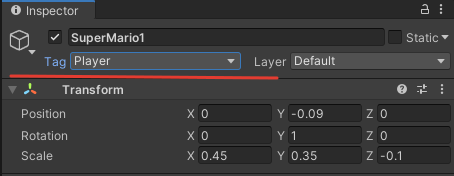 Inspector
SuperMario1 Static
Tag Player Layer Default
Transform
Position X 0 Y -0.09 Z 0
Rotation X 0 Y 1 Z 0
Scale X 0.45 Y 0.35 Z -0.1